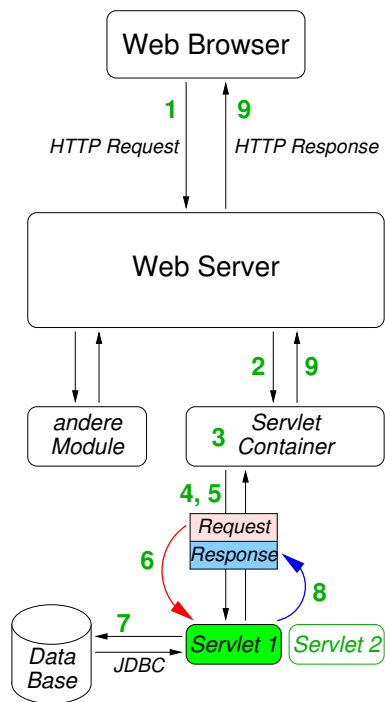 Web Browser
1
9
HTTP Request
HTTP Response
Web Server
2
9
andere
Module
3
Servlet
Container
4, 5
Request
Response
6
8
7
Servlet 1
Servlet 2
Data
Base
JDBC